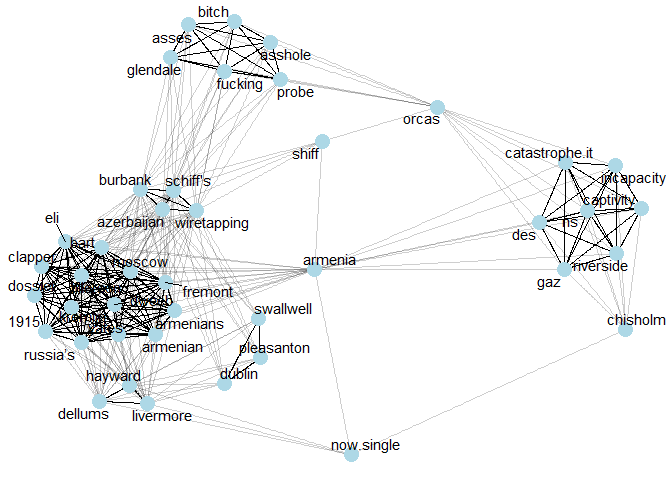 bitch
asses
asshole
glendale
fucking
probe
orcas
shiff
catastrophe.it
incapacity
burbank
schiff's
captivity
azerbaijan
wiretapping
ns
des
eli
hart
clapper
moscow
armenia
riverside
gaz
dossier
fremont
swallwell
1915
armenians
chisholm
russia's
armenian
pleasanton
hayward
dublin
dellums
livermore
now.single